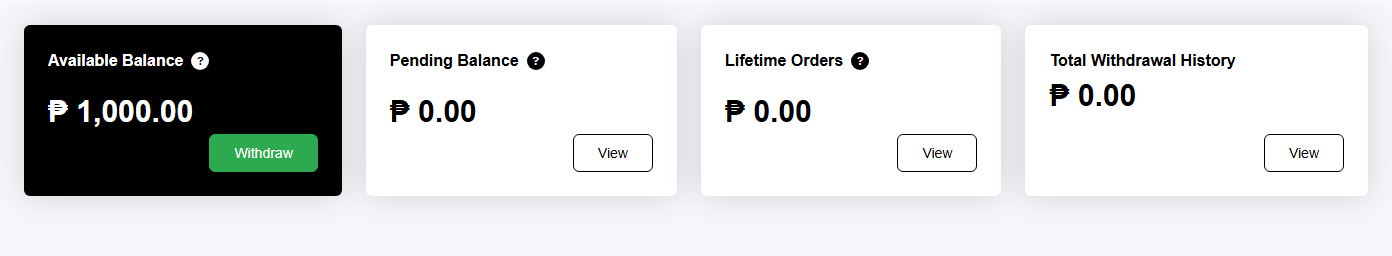 Available Balance ?
₱ 1,000.00
Withdraw
Pending Balance ?
₱ 0.00
View
Lifetime Orders ?
₱ 0.00
View
Total Withdrawal History
₱ 0.00
View